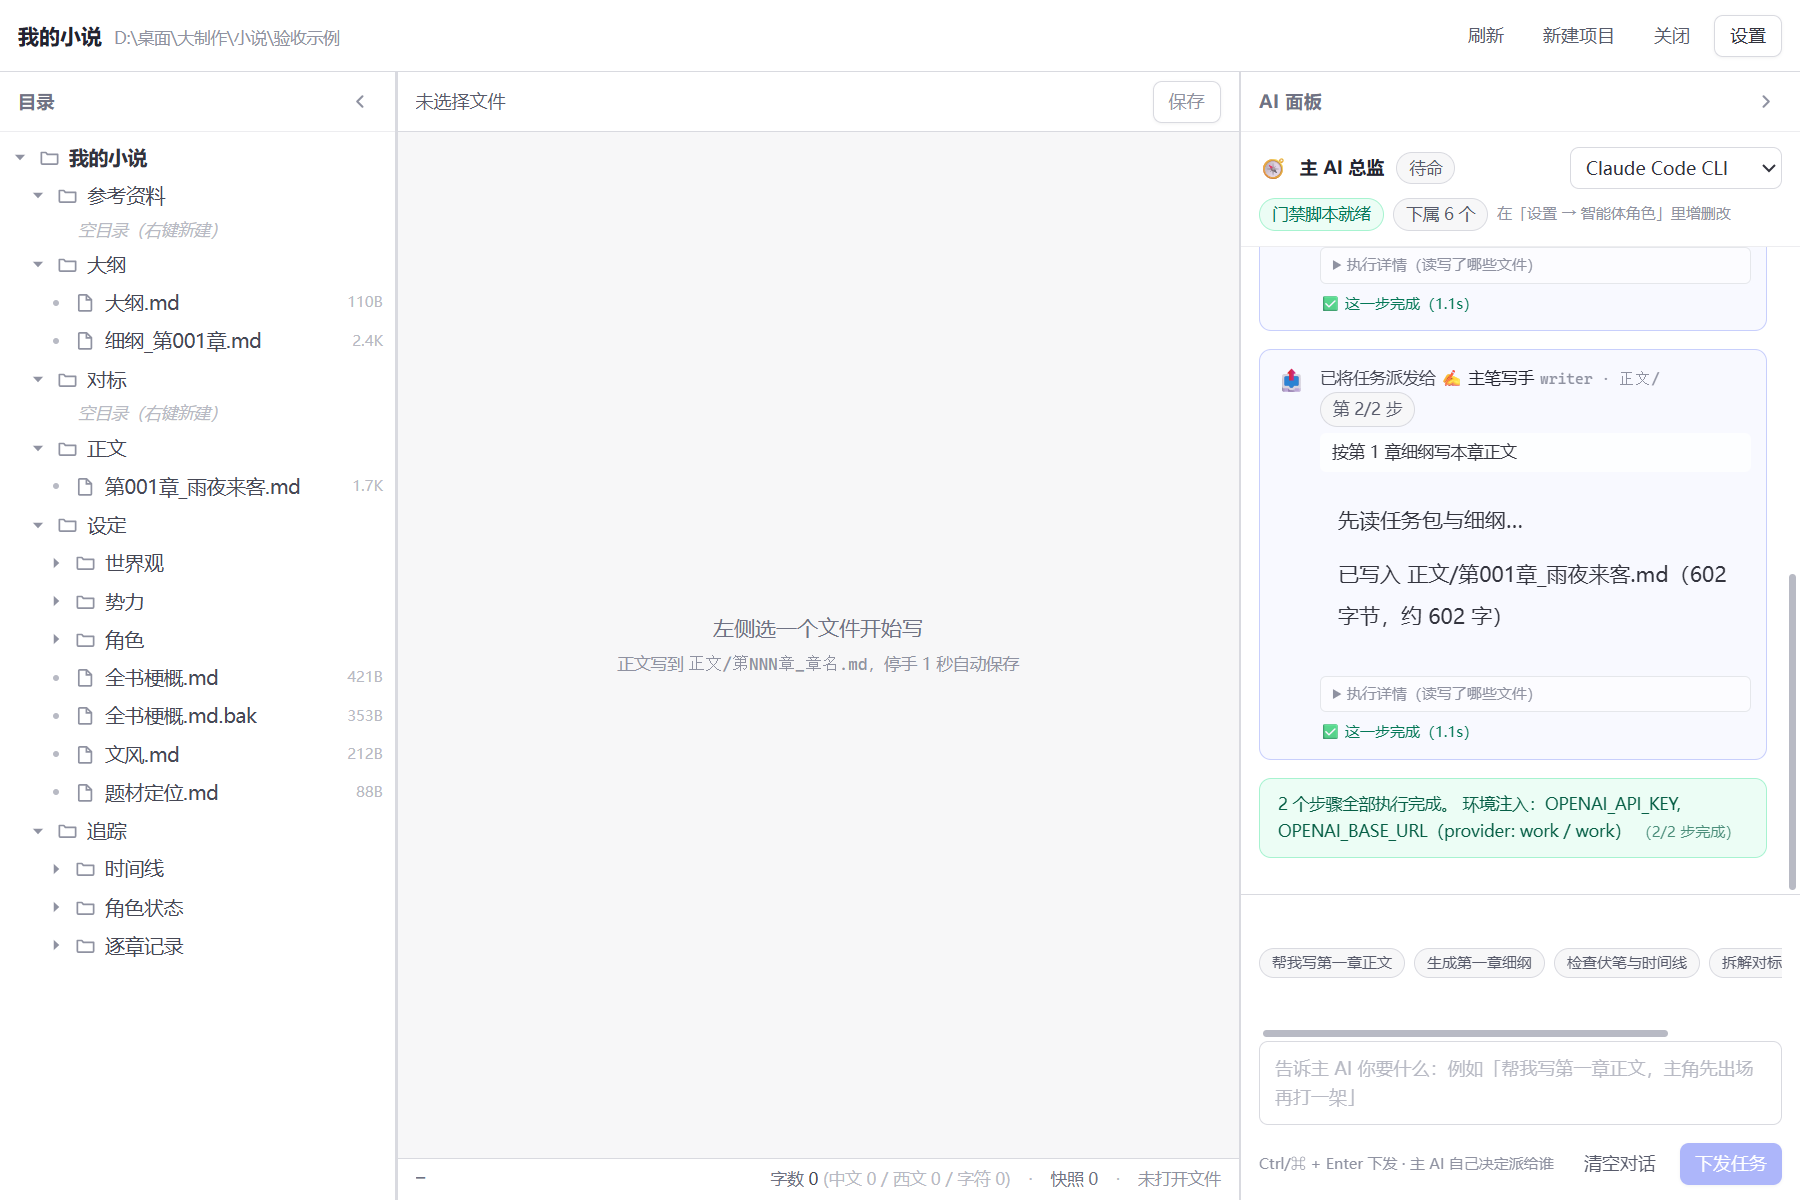 我的小说 D:\桌面\大制作\小说\验收示例
刷新 新建项目 关闭 设置
目录
我的小说
参考资料
空目录（右键新建）
大纲
大纲.md 110B
细纲_第001章.md 2.4K
对标
空目录（右键新建）
正文
第001章_雨夜来客.md 1.7K
设定
世界观
势力
角色
全书梗概.md 421B
全书梗概.md.bak 353B
文风.md 212B
题材定位.md 88B
追踪
时间线
角色状态
逐章记录
未选择文件 保存
左侧选一个文件开始写
正文写到 正文/第NNN章_章名.md，停手 1 秒自动保存
– 字数 0 (中文 0 / 西文 0 / 字符 0) · 快照 0 · 未打开文件
AI 面板
主 AI 总监 待命 Claude Code CLI
门禁脚本就绪 下属 6 个 在「设置 → 智能体角色」里增删改
执行详情（读写了哪些文件）
这一步完成（1.1s）
已将任务派发给 主笔写手 writer · 正文/
第 2/2 步
按第 1 章细纲写本章正文
先读任务包与细纲...
已写入 正文/第001章_雨夜来客.md（602
字节，约 602 字）
执行详情（读写了哪些文件）
这一步完成（1.1s）
2 个步骤全部执行完成。 环境注入：OPENAI_API_KEY,
OPENAI_BASE_URL（provider: work / work） （2/2 步完成）
帮我写第一章正文 生成第一章细纲 检查伏笔与时间线 拆解对标
告诉主 AI 你要什么：例如「帮我写第一章正文，主角先出场
再打一架」
Ctrl/⌘ + Enter 下发 · 主 AI 自己决定派给谁 清空对话 下发任务